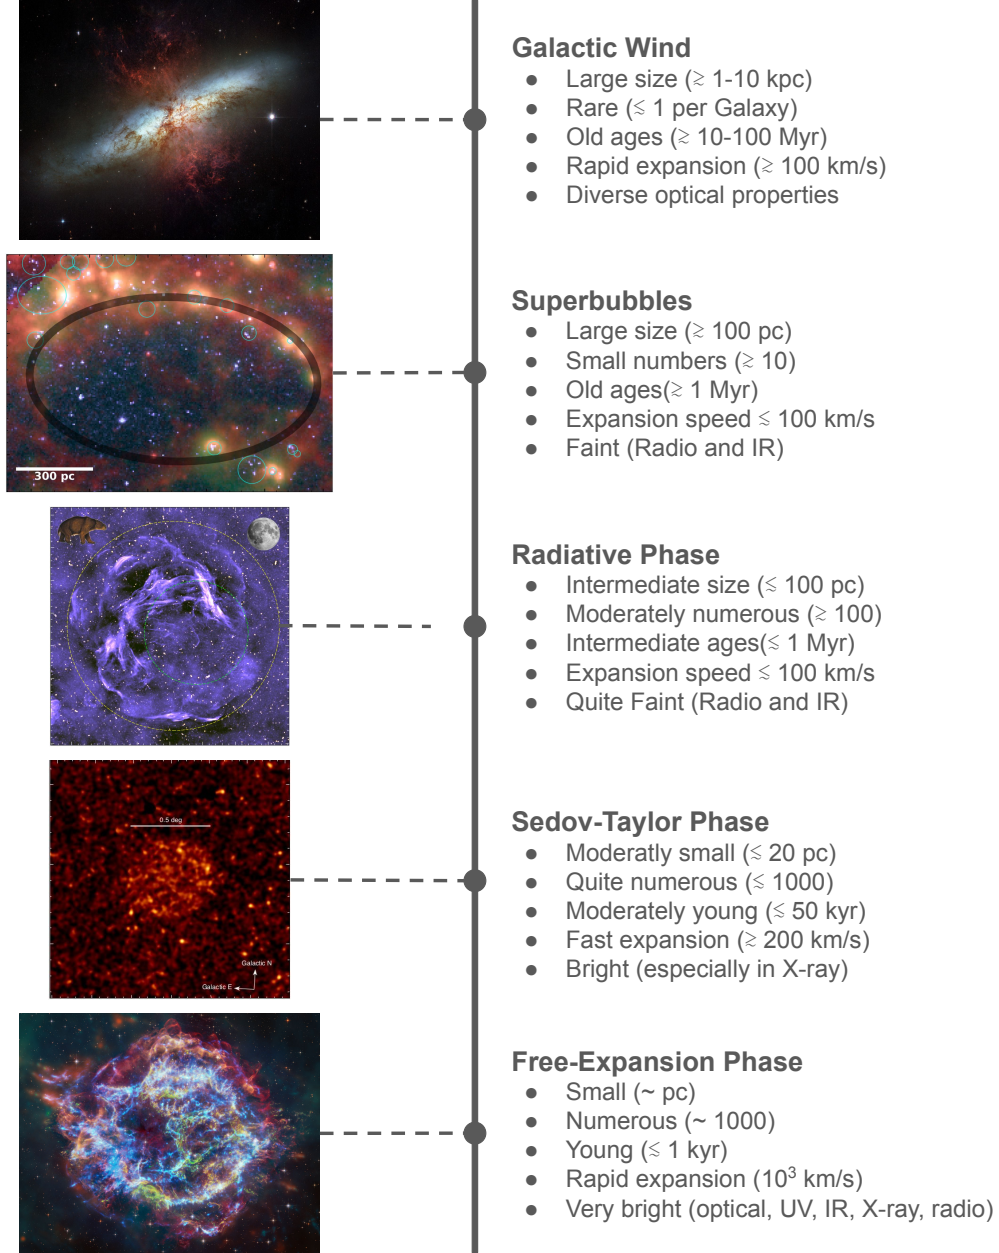 Galactic Wind
● Large size (≳ 1-10 kpc)
● Rare (≲ 1 per Galaxy)
● Old ages (≳ 10-100 Myr)
● Rapid expansion (≳ 100 km/s)
● Diverse optical properties
300 pc
Superbubbles
● Large size (≳ 100 pc)
● Small numbers (≳ 10)
● Old ages(≳ 1 Myr)
● Expansion speed ≲ 100 km/s
● Faint (Radio and IR)
Radiative Phase
● Intermediate size (≲ 100 pc)
● Moderately numerous (≳ 100)
● Intermediate ages(≲ 1 Myr)
● Expansion speed ≲ 100 km/s
● Quite Faint (Radio and IR)
0.5 deg
Galactic N
Galactic E
Sedov-Taylor Phase
● Moderatly small (≲ 20 pc)
● Quite numerous (≲ 1000)
● Moderately young (≲ 50 kyr)
● Fast expansion (≳ 200 km/s)
● Bright (especially in X-ray)
Free-Expansion Phase
● Small (~ pc)
● Numerous (~ 1000)
● Young (≲ 1 kyr)
● Rapid expansion (10³ km/s)
● Very bright (optical, UV, IR, X-ray, radio)